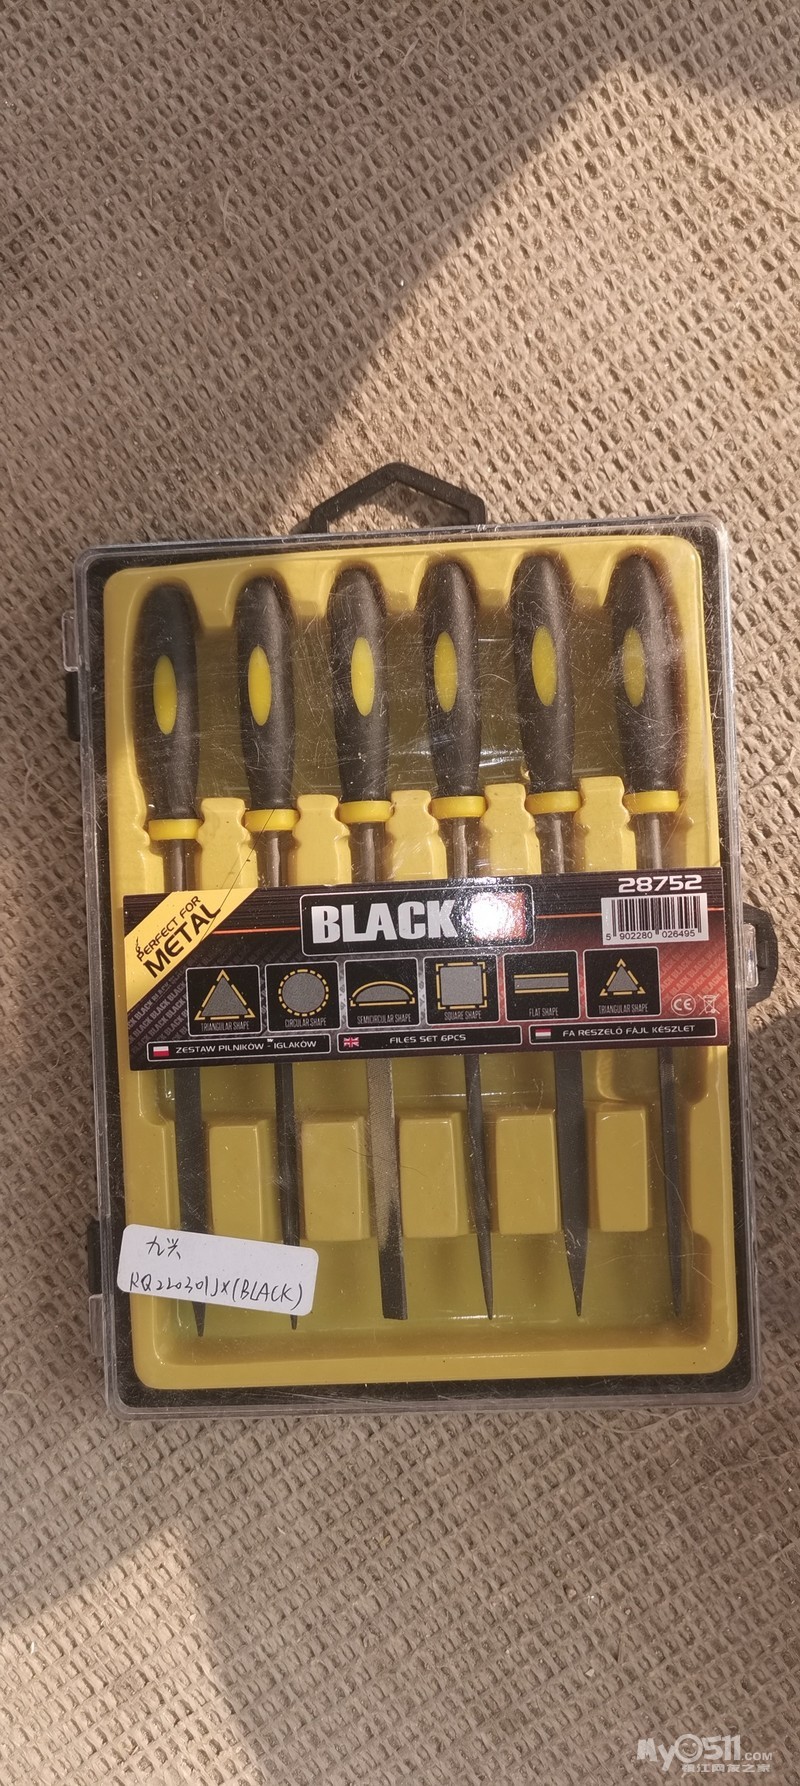 28752
PERFECT FOR
METAL
BLACK
5 902280 026495
TRIANGULAR SHAPE
CIRCULAR SHAPE
SEMICIRCULAR SHAPE
SQUARE SHAPE
FLAT SHAPE
TRIANGULAR SHAPE
CE
ZESTAW PILNIKÓW - IGLAKÓW
FILES SET 6PCS
FA RESZELŐ FÁJL KÉSZLET
九兴
RQ220301JX(BLACK)
My0511.COM
镇江网友之家